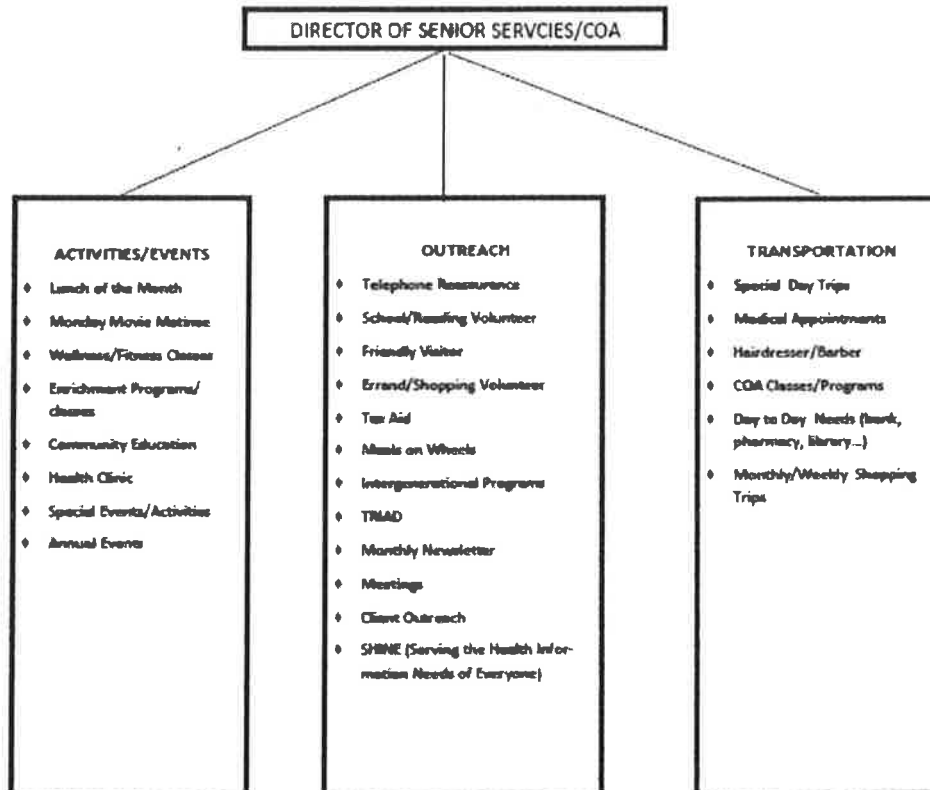 DIRECTOR OF SENIOR SERVCIES/COA
ACTIVITIES/EVENTS
♦ Lunch of the Month
♦ Monday Movie Matinee
♦ Wellness/Fitness Classes
♦ Enrichment Programs/
classes
♦ Community Education
♦ Health Clinic
♦ Special Events/Activities
♦ Annual Events
OUTREACH
♦ Telephone Reassurance
♦ School/Reading Volunteer
♦ Friendly Visitor
♦ Errand/Shopping Volunteer
♦ Tax Aid
♦ Meals on Wheels
♦ Intergenerational Programs
♦ TRIAD
♦ Monthly Newsletter
♦ Meetings
♦ Client Outreach
♦ SHINE (Serving the Health Infor-
mation Needs of Everyone)
TRANSPORTATION
♦ Special Day Trips
♦ Medical Appointments
♦ Hairdresser/Barber
♦ COA Classes/Programs
♦ Day to Day Needs (bank,
pharmacy, library...)
♦ Monthly/Weekly Shopping
Trips